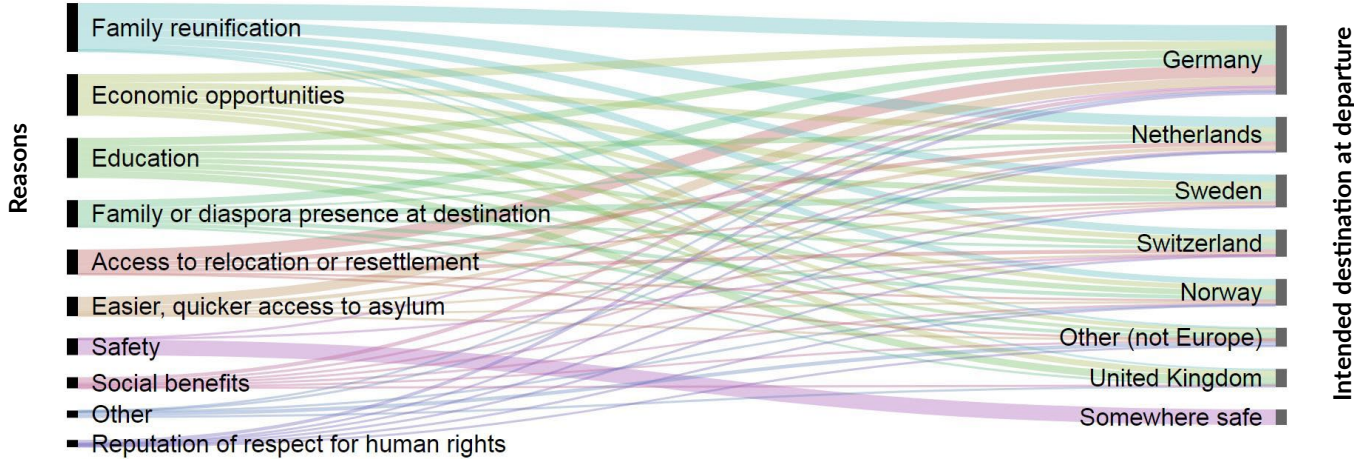 Reasons
Family reunification
Economic opportunities
Education
Family or diaspora presence at destination
Access to relocation or resettlement
Easier, quicker access to asylum
Safety
Social benefits
Other
Reputation of respect for human rights
Germany
Netherlands
Sweden
Switzerland
Norway
Other (not Europe)
United Kingdom
Somewhere safe
Intended destination at departure